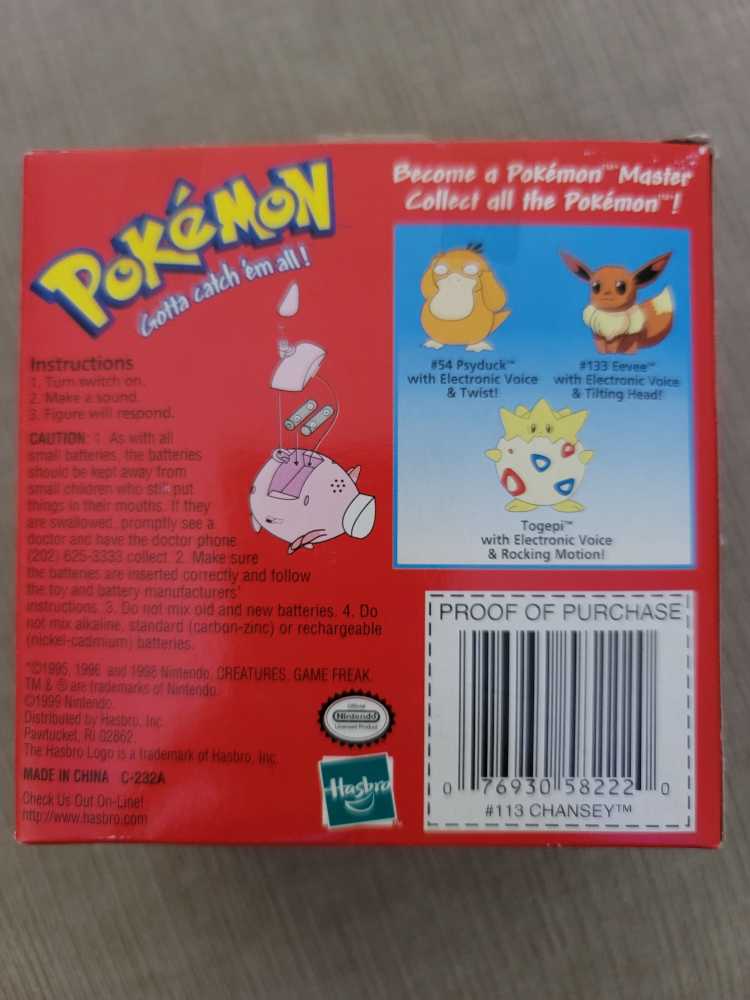 POKéMON
Gotta catch 'em all!
Instructions
1. Turn switch on.
2. Make a sound.
3. Figure will respond.
CAUTION: 1. As with all
small batteries, the batteries
should be kept away from
small children who still put
things in their mouths. If they
are swallowed, promptly see a
doctor and have the doctor phone
(202) 625-3333 collect. 2. Make sure
the batteries are inserted correctly and follow
the toy and battery manufacturers'
instructions. 3. Do not mix old and new batteries. 4. Do
not mix alkaline, standard (carbon-zinc) or rechargeable
(nickel-cadmium) batteries.
*©1995, 1996 and 1998 Nintendo, CREATURES, GAME FREAK.
TM & ® are trademarks of Nintendo.
©1999 Nintendo.
Distributed by Hasbro, Inc.
Pawtucket, RI 02862.
The Hasbro Logo is a trademark of Hasbro, Inc.
MADE IN CHINA C-232A
Check Us Out On-Line!
http://www.hasbro.com
Official
Nintendo
Licensed Product
Hasbro
Become a Pokémon™ Master
Collect all the Pokémon™!
#54 Psyduck™
with Electronic Voice
& Twist!
#133 Eevee™
with Electronic Voice
& Tilting Head!
Togepi™
with Electronic Voice
& Rocking Motion!
PROOF OF PURCHASE
0 76930 58222 0
#113 CHANSEY™